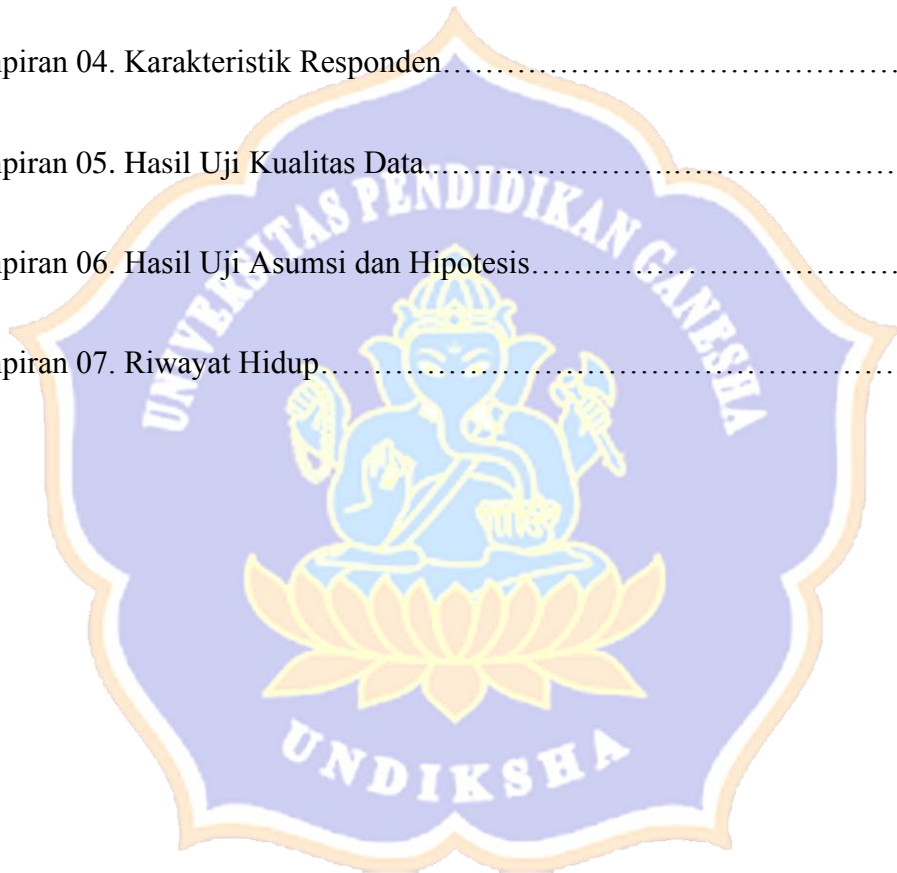 piran 04. Karakteristik Responden……………………………………………
piran 05. Hasil Uji Kualitas Data..……………………………………………
piran 06. Hasil Uji Asumsi dan Hipotesis……………………………………
piran 07. Riwayat Hidup………………………………………………………
UNIVERSITAS PENDIDIKAN GANESHA
UNDIKSHA